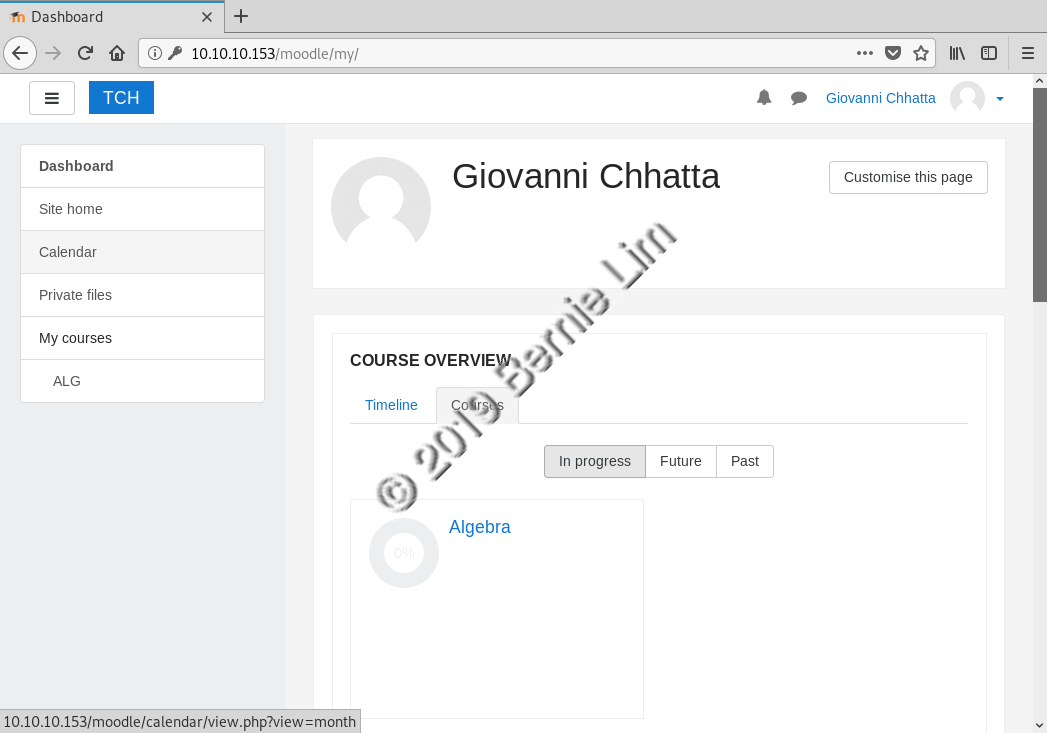 Dashboard
10.10.10.153/moodle/my/
TCH
Giovanni Chhatta
Dashboard
Site home
Calendar
Private files
My courses
ALG
Giovanni Chhatta
Customise this page
COURSE OVERVIEW
Timeline
Courses
In progress
Future
Past
0%
Algebra
© 2019 Bernie Lim
10.10.10.153/moodle/calendar/view.php?view=month